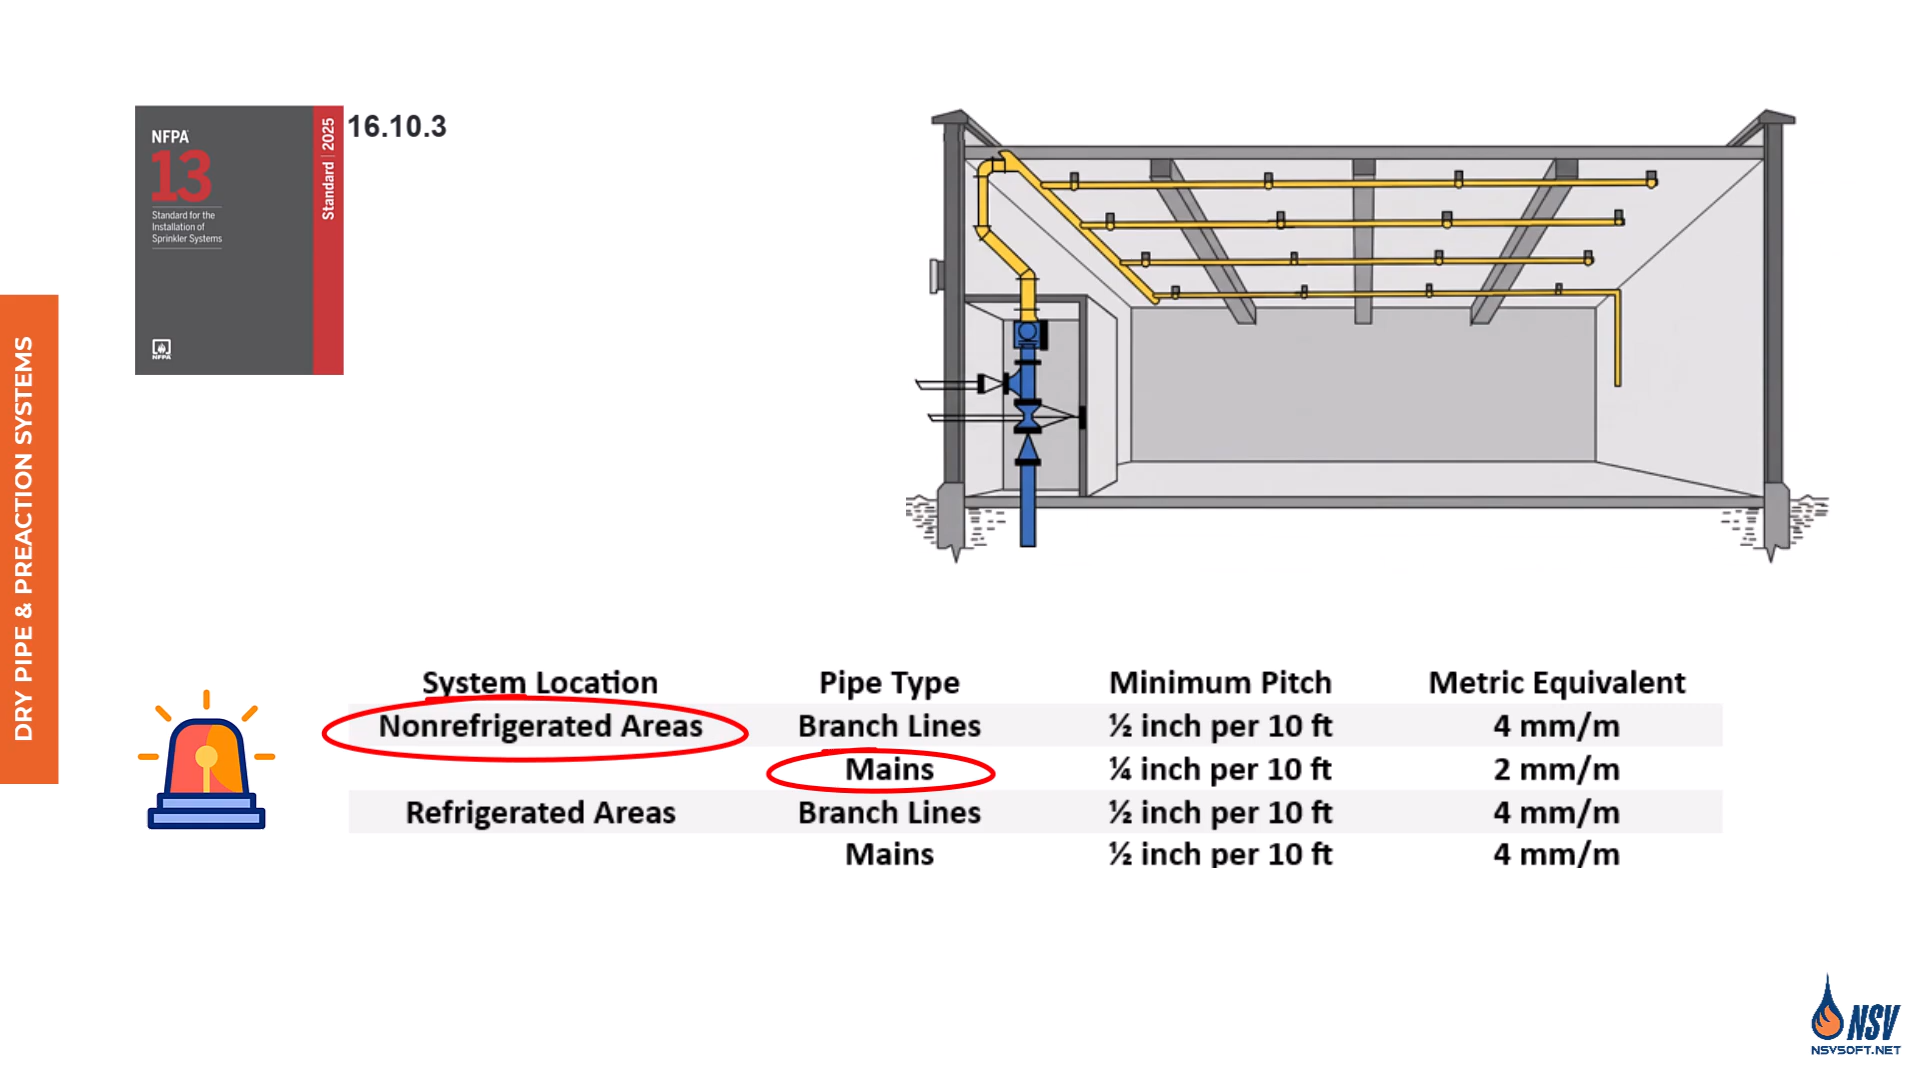 NFPA
13
Standard for the
Installation of
Sprinkler Systems
Standard | 2025
NFPA
16.10.3
DRY PIPE & PREACTION SYSTEMS
System Location Pipe Type Minimum Pitch Metric Equivalent
Nonrefrigerated Areas Branch Lines ½ inch per 10 ft 4 mm/m
Mains ¼ inch per 10 ft 2 mm/m
Refrigerated Areas Branch Lines ½ inch per 10 ft 4 mm/m
Mains ½ inch per 10 ft 4 mm/m
NSV
NSVSOFT.NET